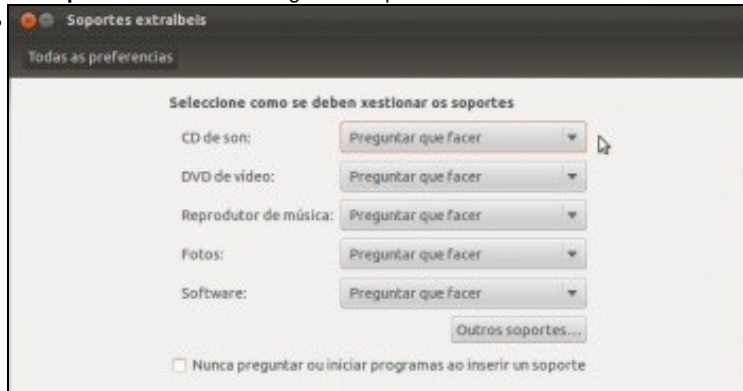 Soportes extraíbeis
Todas as preferencias
Seleccione como se deben xestionar os soportes
CD de son: Preguntar que facer
DVD de vídeo: Preguntar que facer
Reprodutor de música: Preguntar que facer
Fotos: Preguntar que facer
Software: Preguntar que facer
Outros soportes...
Nunca preguntar ou iniciar programas ao inserir un soporte